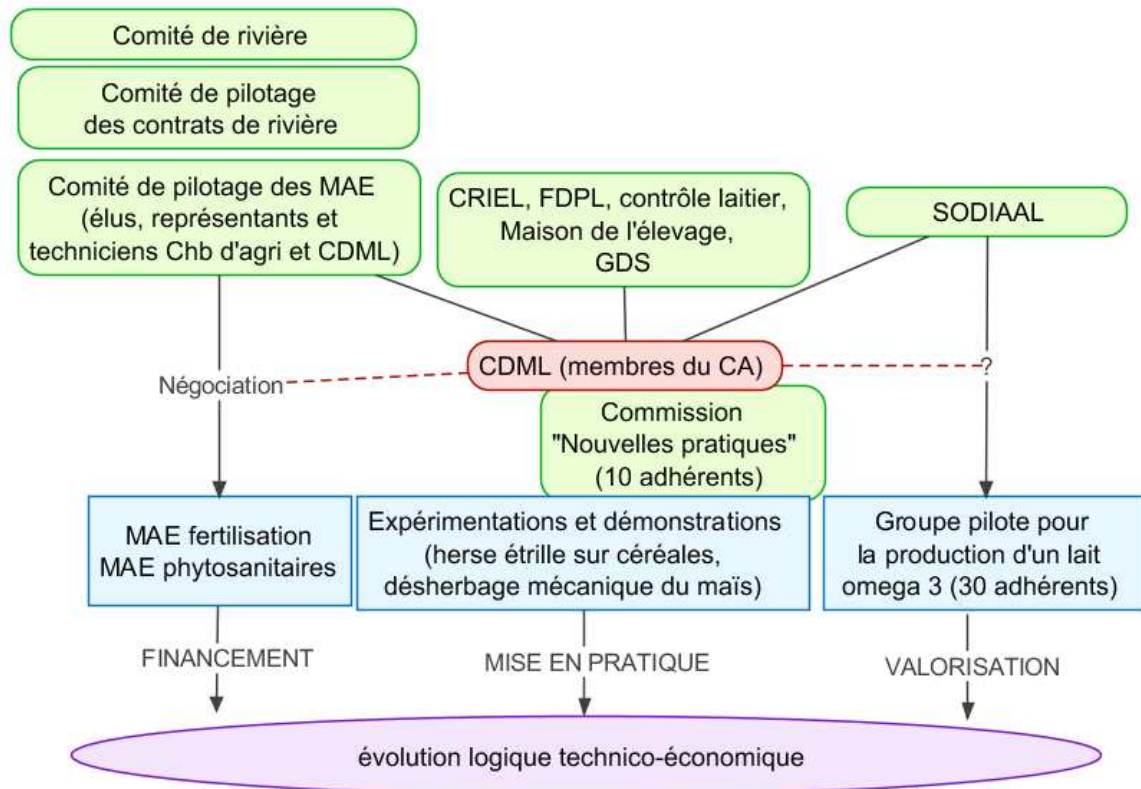 Comité de rivière
Comité de pilotage
des contrats de rivière
Comité de pilotage des MAE
(élus, représentants et
techniciens Chb d'agri et CDML)
CRIEL, FDPL, contrôle laitier,
Maison de l'élevage,
GDS
SODIAAL
CDML (membres du CA)
Négociation
?
Commission
"Nouvelles pratiques"
(10 adhérents)
MAE fertilisation
MAE phytosanitaires
Expérimentations et démonstrations
(herse étrille sur céréales,
désherbage mécanique du maïs)
Groupe pilote pour
la production d'un lait
omega 3 (30 adhérents)
FINANCEMENT
MISE EN PRATIQUE
VALORISATION
évolution logique technico-économique